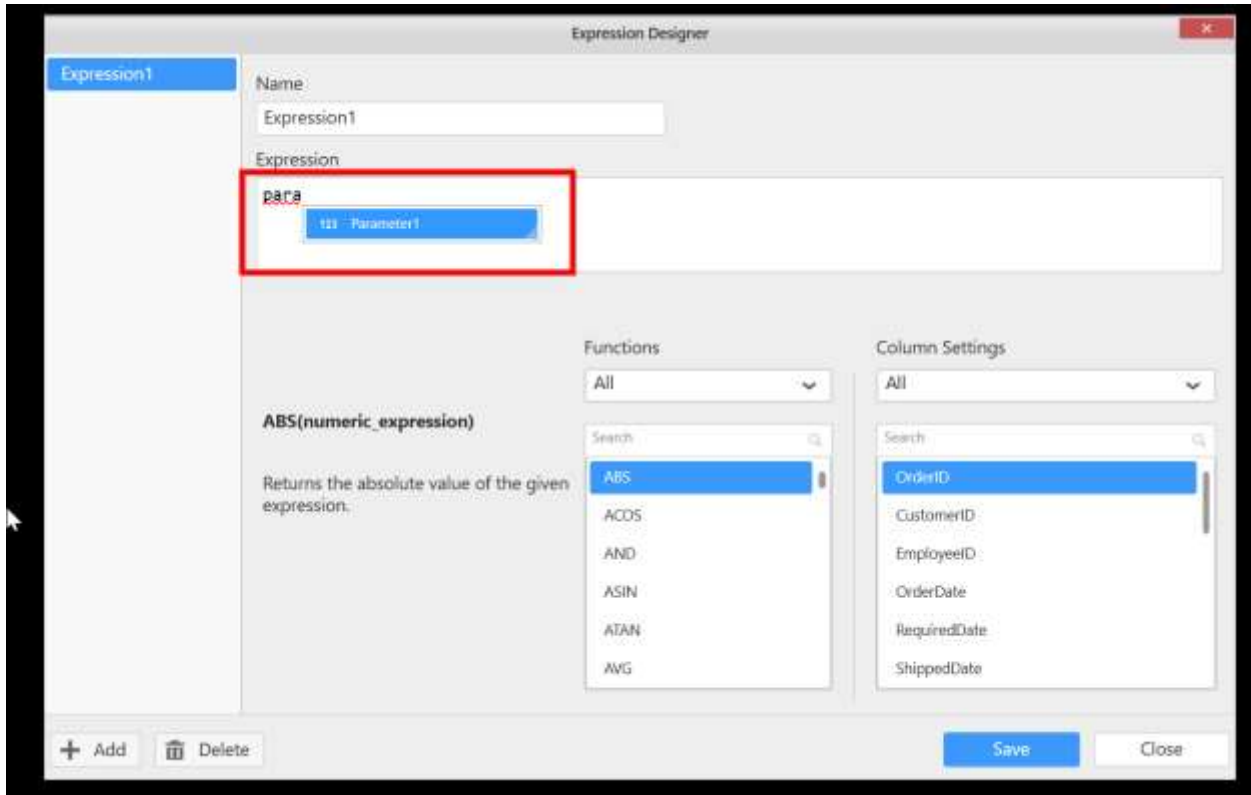 Expression Designer
Expression1
Name
Expression1
Expression
para
123 Parameter1
Functions
Column Settings
All
All
ABS(numeric_expression)
Search
Search
Returns the absolute value of the given
expression.
ABS
OrderID
ACOS
CustomerID
AND
EmployeeID
ASIN
OrderDate
ATAN
RequiredDate
AVG
ShippedDate
Add
Delete
Save
Close